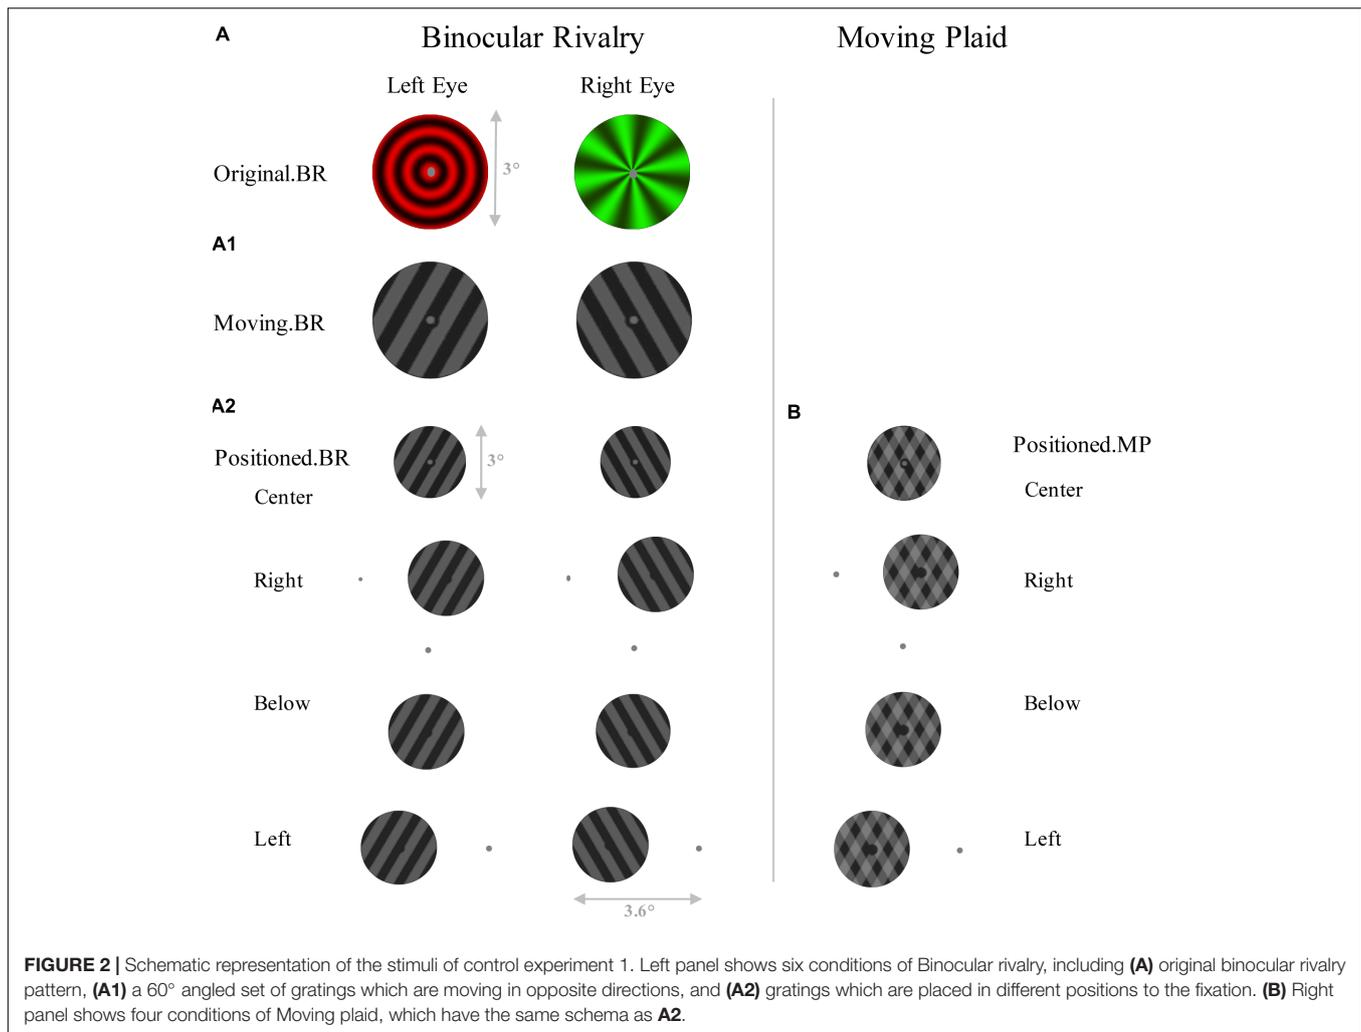 A
Binocular Rivalry
Moving Plaid
Left Eye
Right Eye
Original.BR
3°
A1
Moving.BR
A2
B
Positioned.BR
3°
Positioned.MP
Center
Center
Right
Right
Below
Below
Left
Left
3.6°
FIGURE 2 | Schematic representation of the stimuli of control experiment 1. Left panel shows six conditions of Binocular rivalry, including (A) original binocular rivalry
pattern, (A1) a 60° angled set of gratings which are moving in opposite directions, and (A2) gratings which are placed in different positions to the fixation. (B) Right
panel shows four conditions of Moving plaid, which have the same schema as A2.